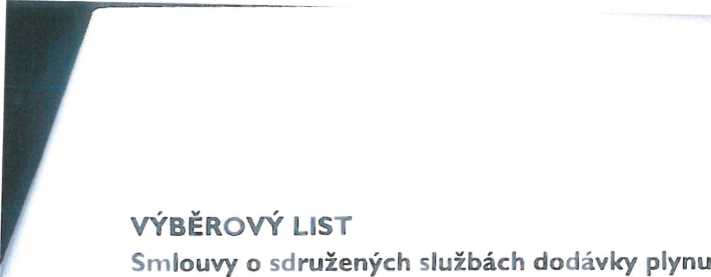 VÝBĚROVÝ LIST
Smlouvy o sdružených službách dodávky plynu